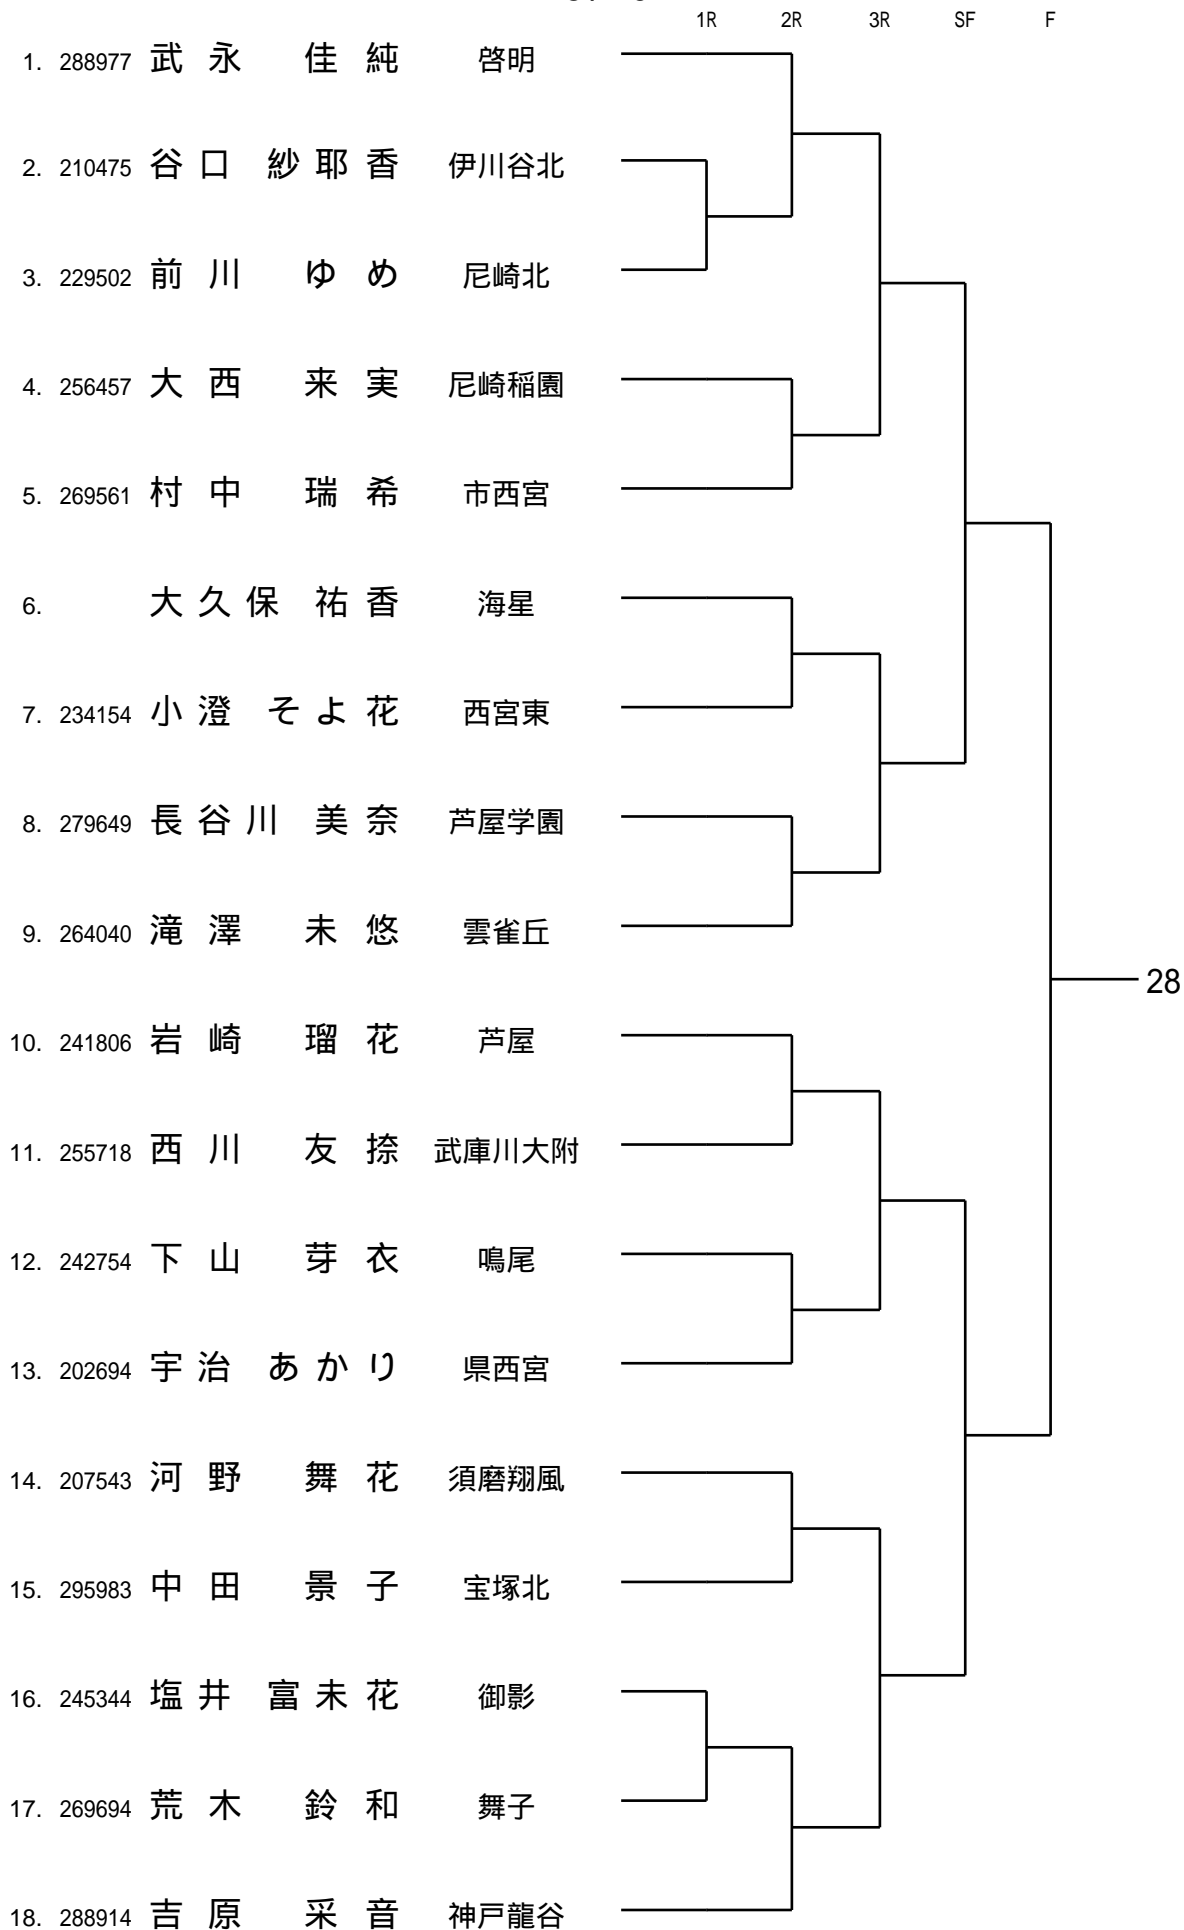 1R 2R 3R SF F
1. 288977 武永 佳純 啓明
2. 210475 谷口 紗耶香 伊川谷北
3. 229502 前川 ゆめ 尼崎北
4. 256457 大西 来実 尼崎稲園
5. 269561 村中 瑞希 市西宮
6. 大久保 祐香 海星
7. 234154 小澄 そよ花 西宮東
8. 279649 長谷川 美奈 芦屋学園
9. 264040 滝澤 未悠 雲雀丘
28
10. 241806 岩崎 瑠花 芦屋
11. 255718 西川 友捺 武庫川大附
12. 242754 下山 芽衣 鳴尾
13. 202694 宇治 あかり 県西宮
14. 207543 河野 舞花 須磨翔風
15. 295983 中田 景子 宝塚北
16. 245344 塩井 富未花 御影
17. 269694 荒木 鈴和 舞子
18. 288914 吉原 采音 神戸龍谷